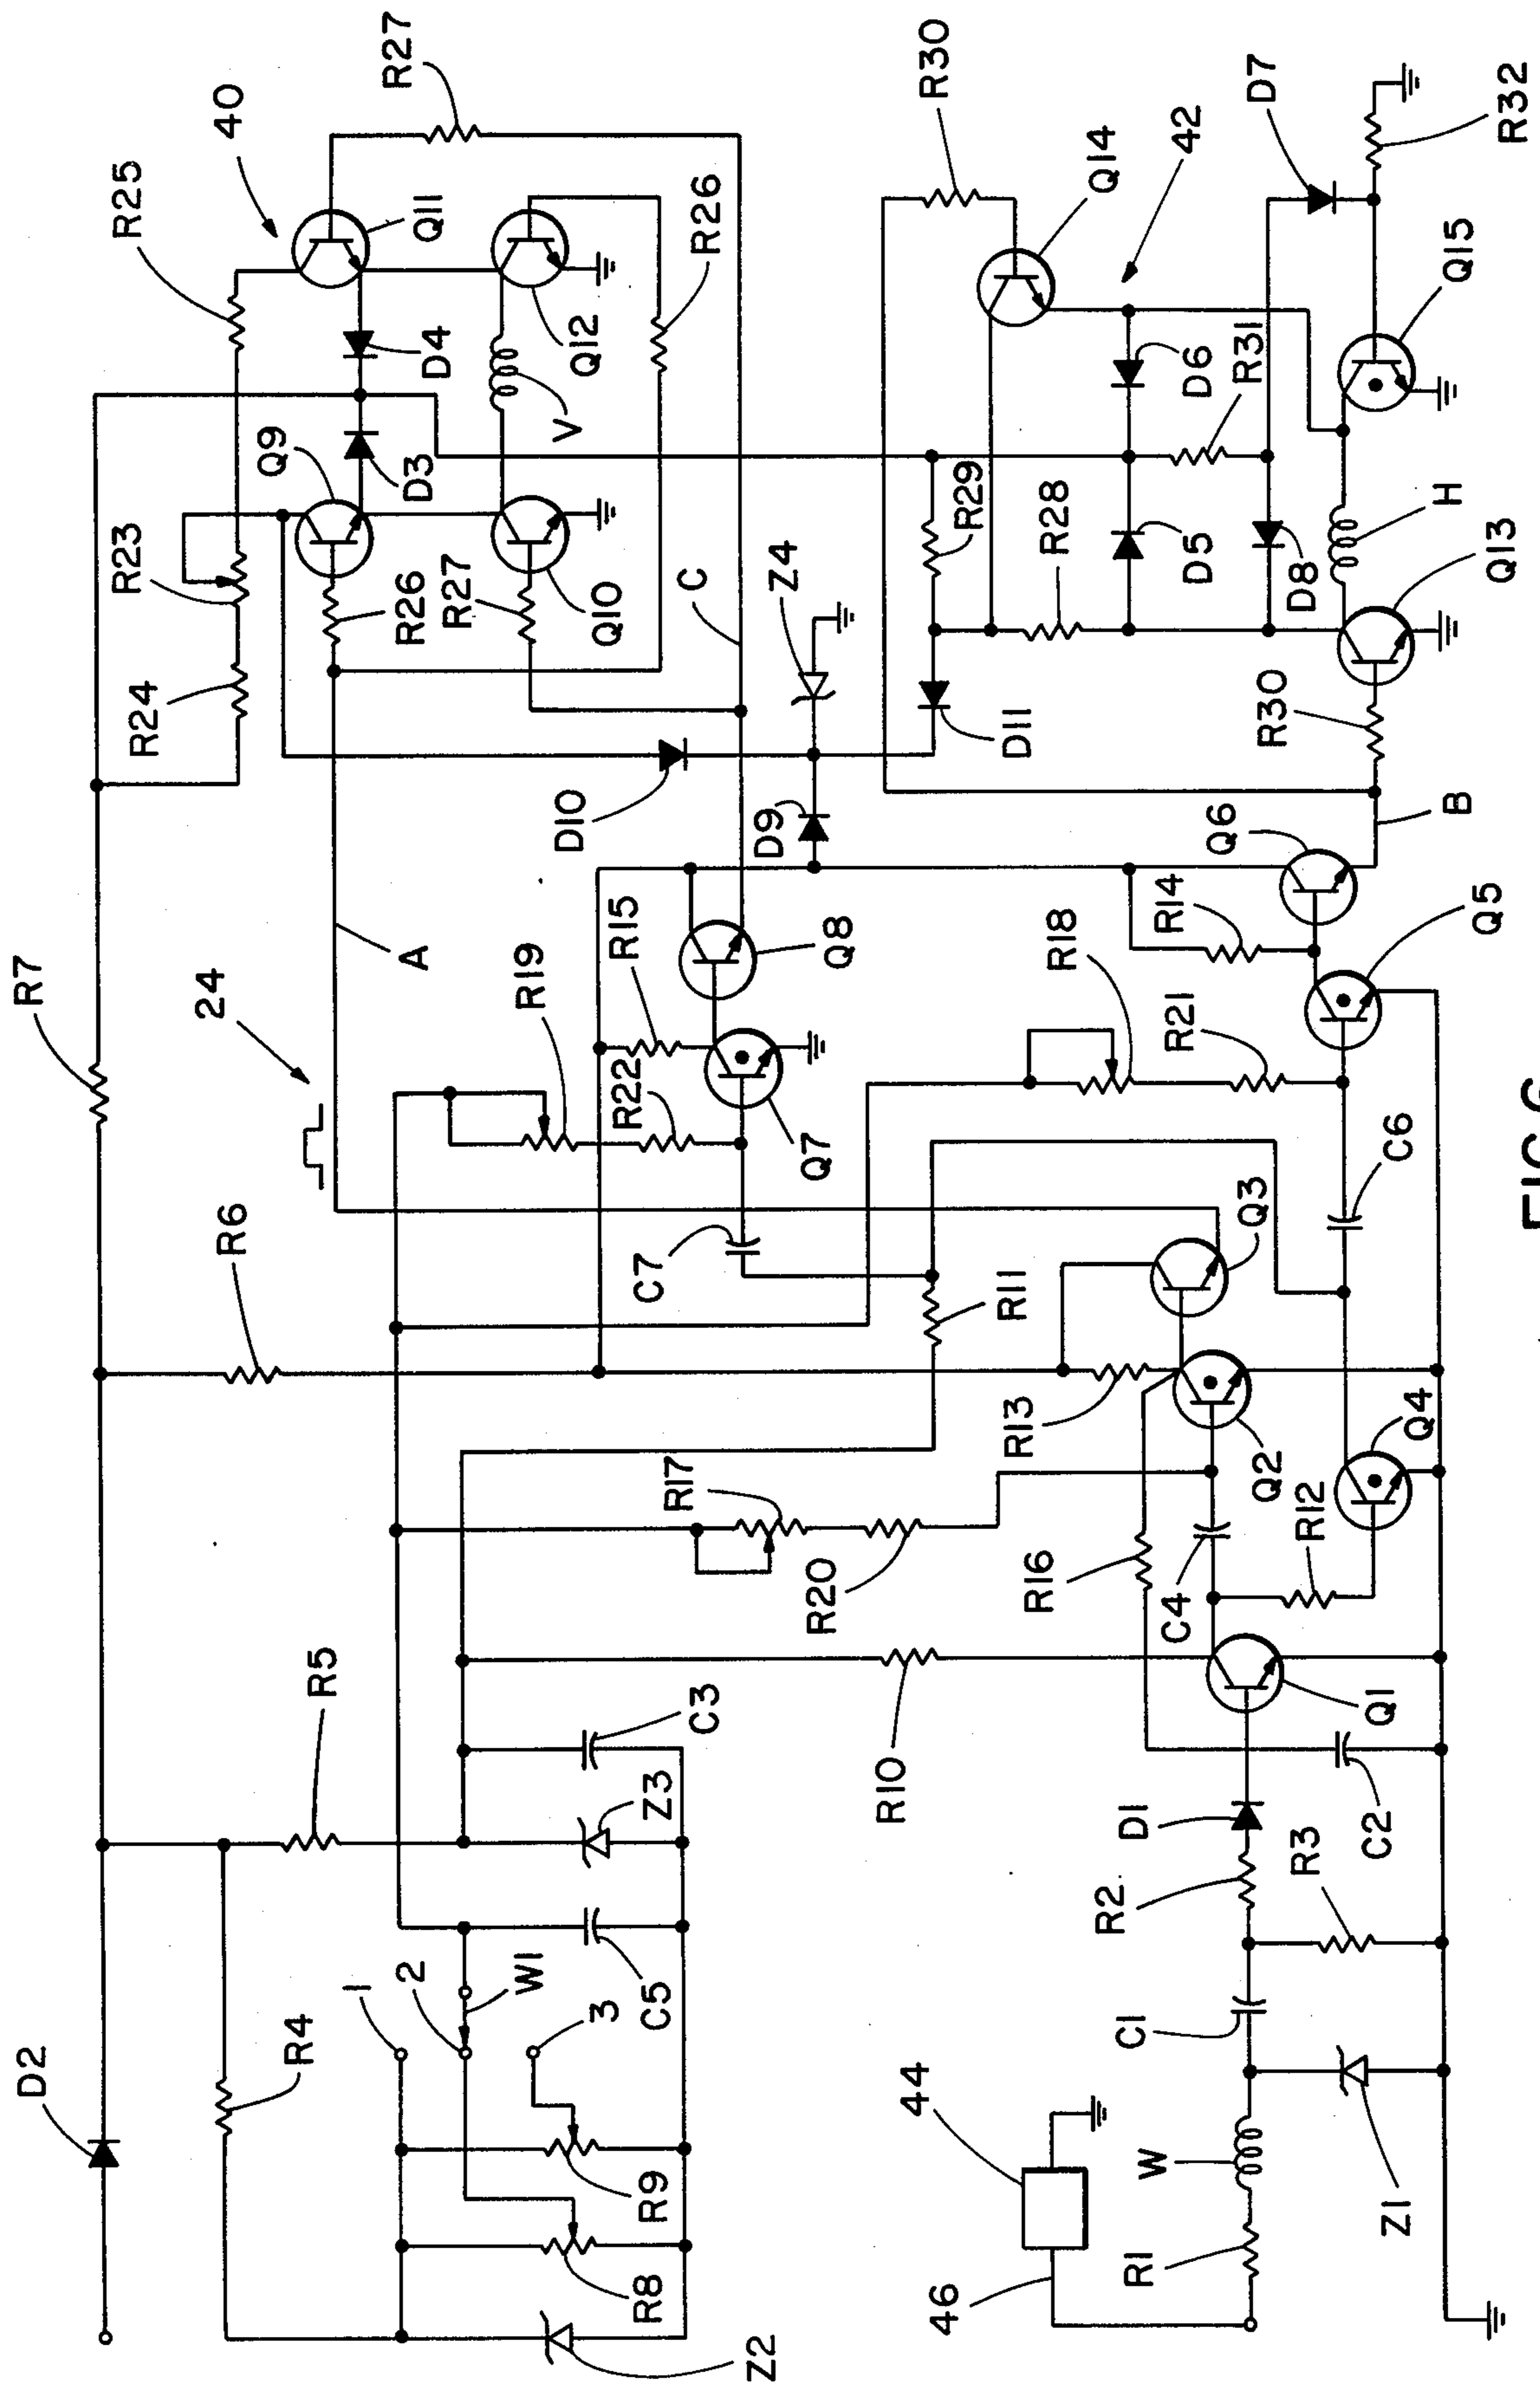 D2
R7
R5
R4
R6
24
R24
R23
R25
40
R27
Q9
Q11
D3
D4
V
Q12
R26
R26
R27
Q10
A
C
1
2
W1
3
R8
R9
Z2
C5
Z3
C3
R17
R20
R19
R22
R15
C7
Q7
Q8
D10
D9
Z4
D11
R30
R29
R28
Q14
42
D5
D6
R31
D7
D8
R32
H
Q13
Q15
R30
B
Q6
R14
Q5
R18
R21
C6
Q3
R11
R13
Q2
R16
C4
R12
Q4
R10
Q1
D1
C2
R2
R3
C1
44
46
W
R1
Z1